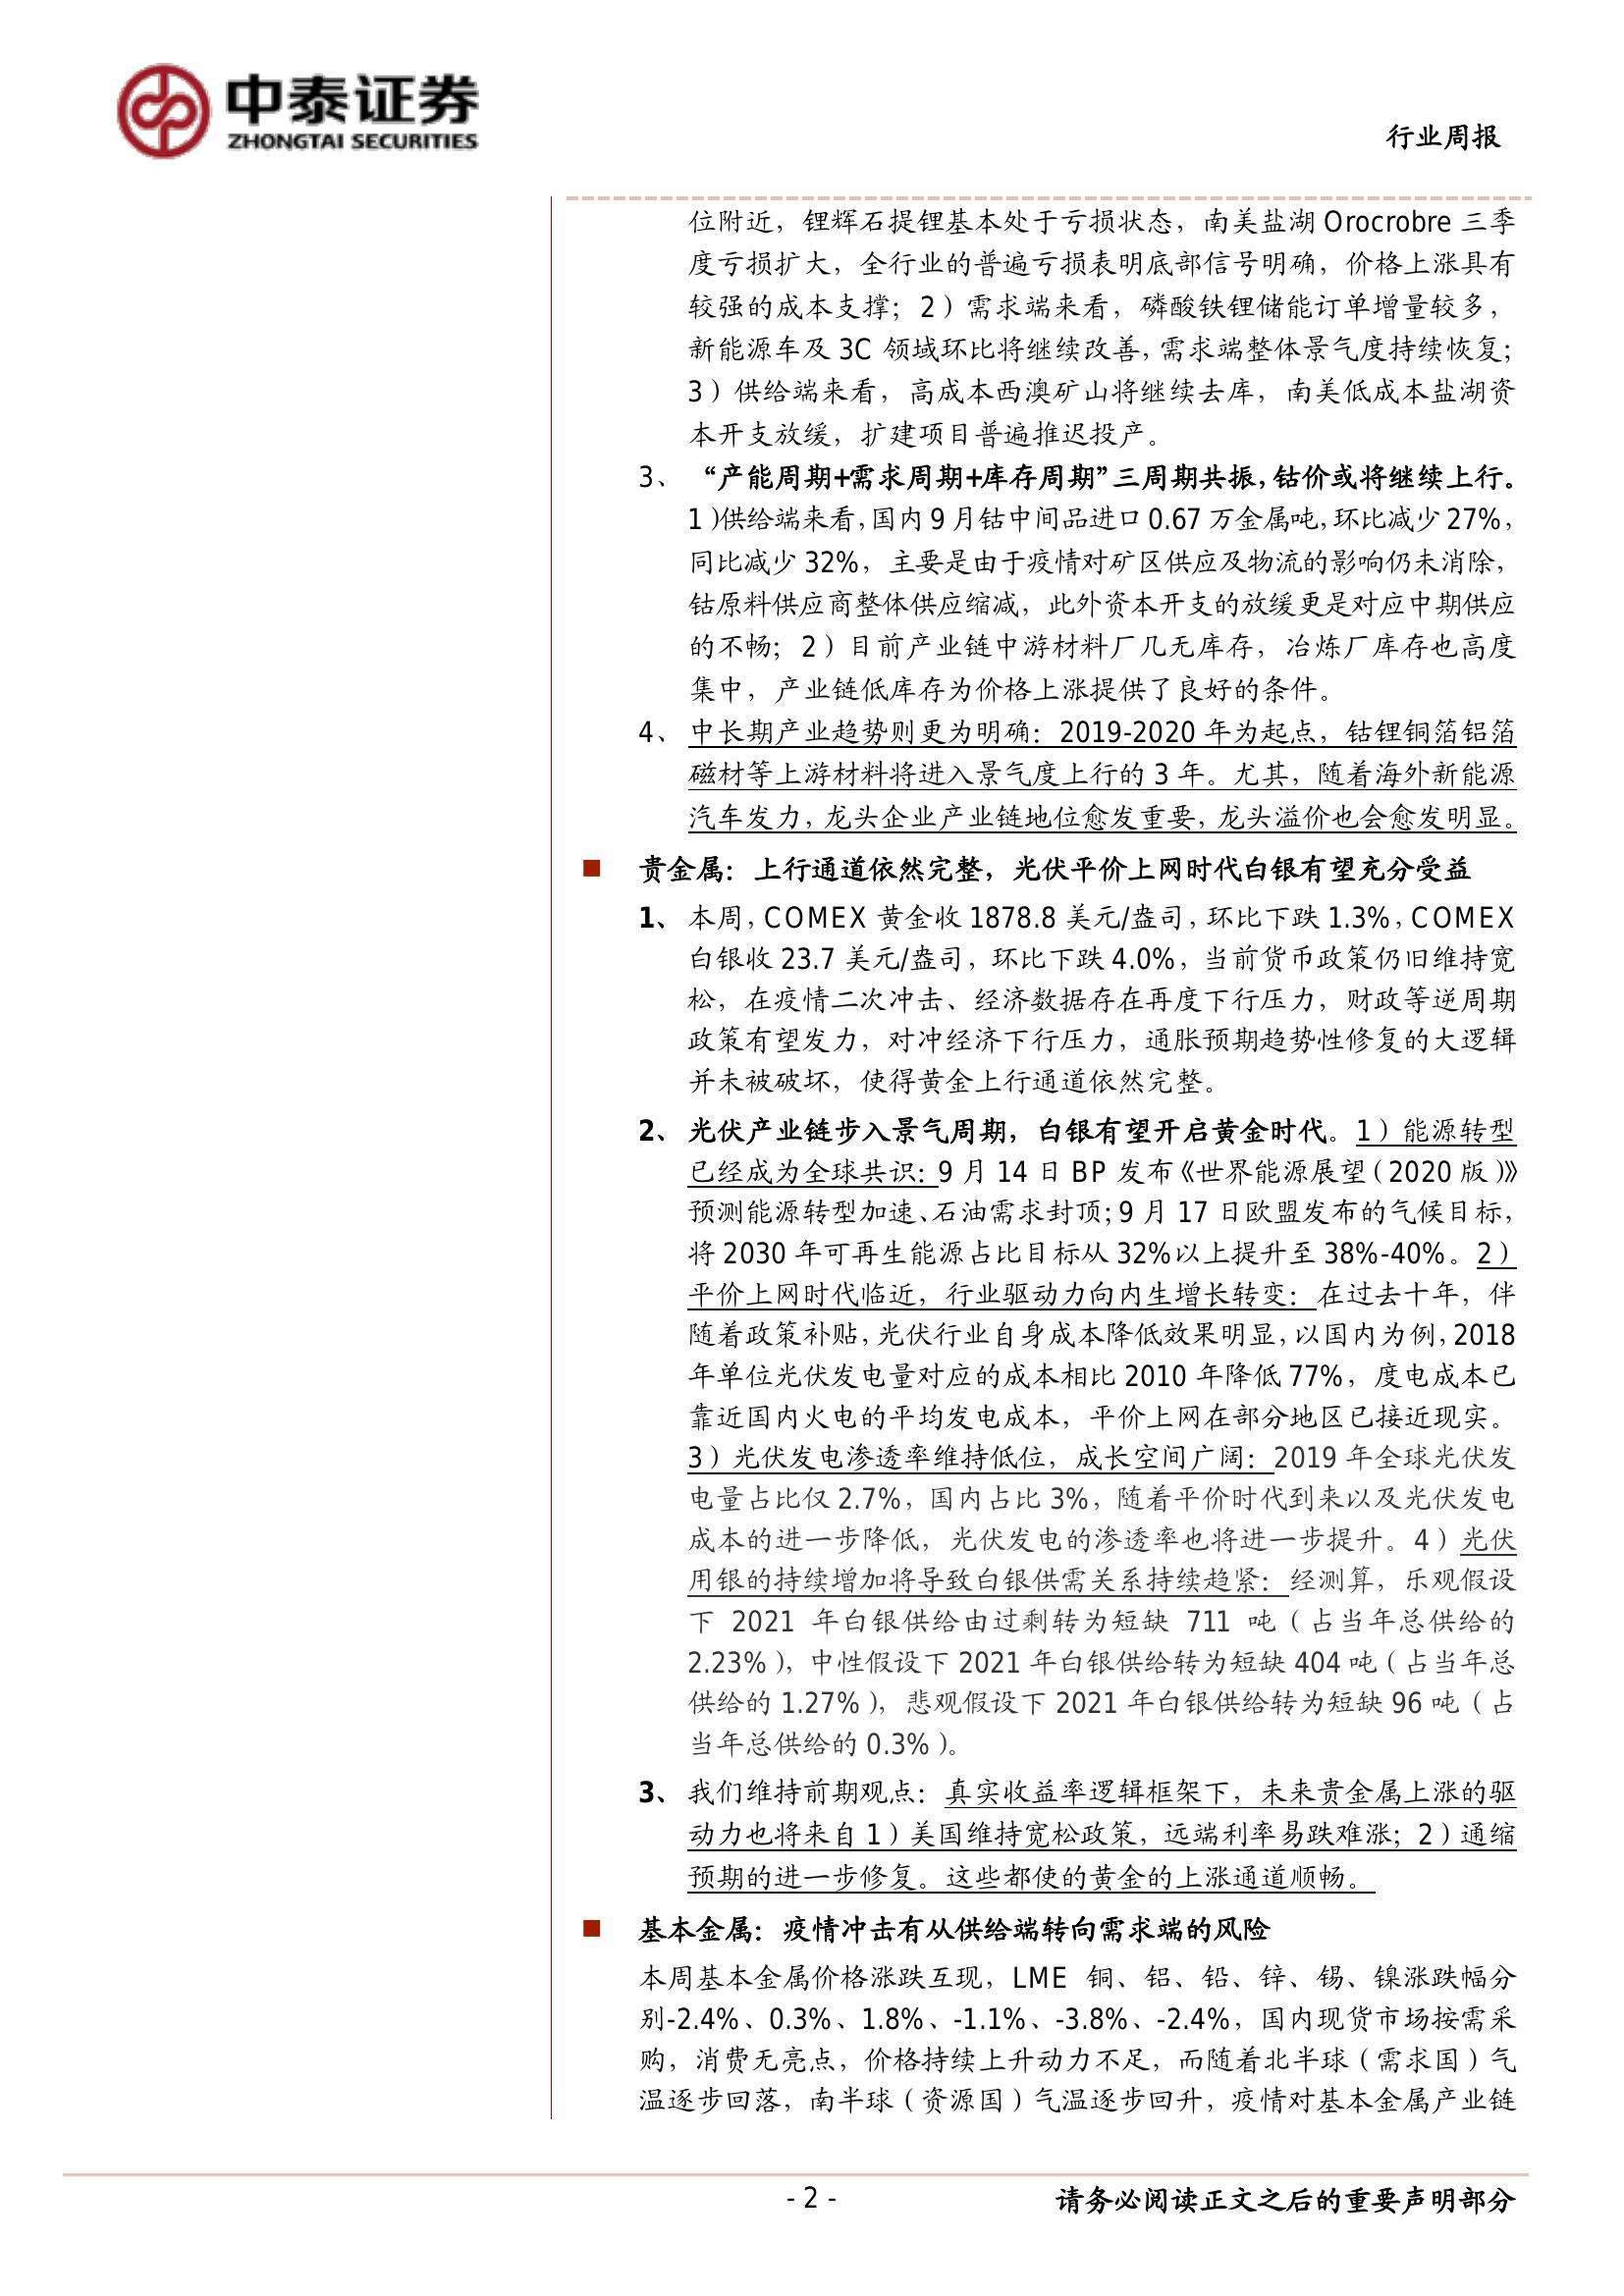 中泰证券
ZHONGTAI SECURITIES
行业周报
位附近，锂辉石提锂基本处于亏损状态，南美盐湖 Orocrobre 三季
度亏损扩大，全行业的普遍亏损表明底部信号明确，价格上涨具有
较强的成本支撑；2）需求端来看，磷酸铁锂储能订单增量较多，
新能源车及 3C 领域环比将继续改善，需求端整体景气度持续恢复；
3）供给端来看，高成本西澳矿山将继续去库，南美低成本盐湖资
本开支放缓，扩建项目普遍推迟投产。
3、 “产能周期+需求周期+库存周期”三周期共振，钴价或将继续上行。
1）供给端来看，国内 9 月钴中间品进口 0.67 万金属吨，环比减少 27%，
同比减少 32%，主要是由于疫情对矿区供应及物流的影响仍未消除，
钴原料供应商整体供应缩减，此外资本开支的放缓更是对应中期供应
的不畅；2）目前产业链中游材料厂几无库存，冶炼厂库存也高度
集中，产业链低库存为价格上涨提供了良好的条件。
4、 中长期产业趋势则更为明确：2019-2020 年为起点，钴锂铜箔铝箔
磁材等上游材料将进入景气度上行的 3 年。尤其，随着海外新能源
汽车发力，龙头企业产业链地位愈发重要，龙头溢价也会愈发明显。
■ 贵金属：上行通道依然完整，光伏平价上网时代白银有望充分受益
1、 本周，COMEX 黄金收 1878.8 美元/盎司，环比下跌 1.3%，COMEX
白银收 23.7 美元/盎司，环比下跌 4.0%，当前货币政策仍旧维持宽
松，在疫情二次冲击、经济数据存在再度下行压力，财政等逆周期
政策有望发力，对冲经济下行压力，通胀预期趋势性修复的大逻辑
并未被破坏，使得黄金上行通道依然完整。
2、 光伏产业链步入景气周期，白银有望开启黄金时代。1）能源转型
已经成为全球共识：9 月 14 日 BP 发布《世界能源展望（2020 版）》
预测能源转型加速、石油需求封顶；9 月 17 日欧盟发布的气候目标，
将 2030 年可再生能源占比目标从 32%以上提升至 38%-40%。2）
平价上网时代临近，行业驱动力向内生增长转变：在过去十年，伴
随着政策补贴，光伏行业自身成本降低效果明显，以国内为例，2018
年单位光伏发电量对应的成本相比 2010 年降低 77%，度电成本已
靠近国内火电的平均发电成本，平价上网在部分地区已接近现实。
3）光伏发电渗透率维持低位，成长空间广阔：2019 年全球光伏发
电量占比仅 2.7%，国内占比 3%，随着平价时代到来以及光伏发电
成本的进一步降低，光伏发电的渗透率也将进一步提升。4）光伏
用银的持续增加将导致白银供需关系持续趋紧：经测算，乐观假设
下 2021 年白银供给由过剩转为短缺 711 吨（占当年总供给的
2.23%），中性假设下 2021 年白银供给转为短缺 404 吨（占当年总
供给的 1.27%），悲观假设下 2021 年白银供给转为短缺 96 吨（占
当年总供给的 0.3%）。
3、 我们维持前期观点：真实收益率逻辑框架下，未来贵金属上涨的驱
动力也将来自 1）美国维持宽松政策，远端利率易跌难涨；2）通缩
预期的进一步修复。这些都使的黄金的上涨通道顺畅。
■ 基本金属：疫情冲击有从供给端转向需求端的风险
本周基本金属价格涨跌互现，LME 铜、铝、铅、锌、锡、镍涨跌幅分
别-2.4%、0.3%、1.8%、-1.1%、-3.8%、-2.4%，国内现货市场按需采
购，消费无亮点，价格持续上升动力不足，而随着北半球（需求国）气
温逐步回落，南半球（资源国）气温逐步回升，疫情对基本金属产业链
- 2 -
请务必阅读正文之后的重要声明部分